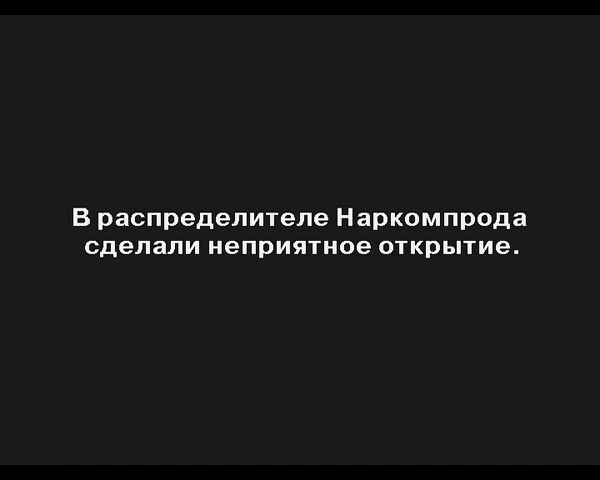 В распределителе Наркомпрода
сделали неприятное открытие.